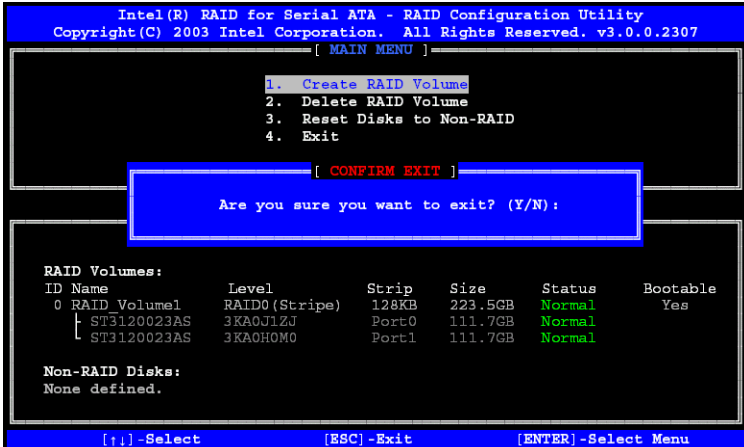 Intel(R) RAID for Serial ATA - RAID Configuration Utility
Copyright(C) 2003 Intel Corporation.  All Rights Reserved. v3.0.0.2307
[ MAIN MENU ]
1.  Create RAID Volume
2.  Delete RAID Volume
3.  Reset Disks to Non-RAID
4.  Exit
[ CONFIRM EXIT ]
Are you sure you want to exit? (Y/N):
RAID Volumes:
ID Name Level Strip Size Status Bootable
0 RAID_Volume1 RAID0(Stripe) 128KB 223.5GB Normal Yes
ST3120023AS 3KA0J1ZJ Port0 111.7GB Normal
ST3120023AS 3KA0H0M0 Port1 111.7GB Normal
Non-RAID Disks:
None defined.
[↑↓]-Select [ESC]-Exit [ENTER]-Select Menu